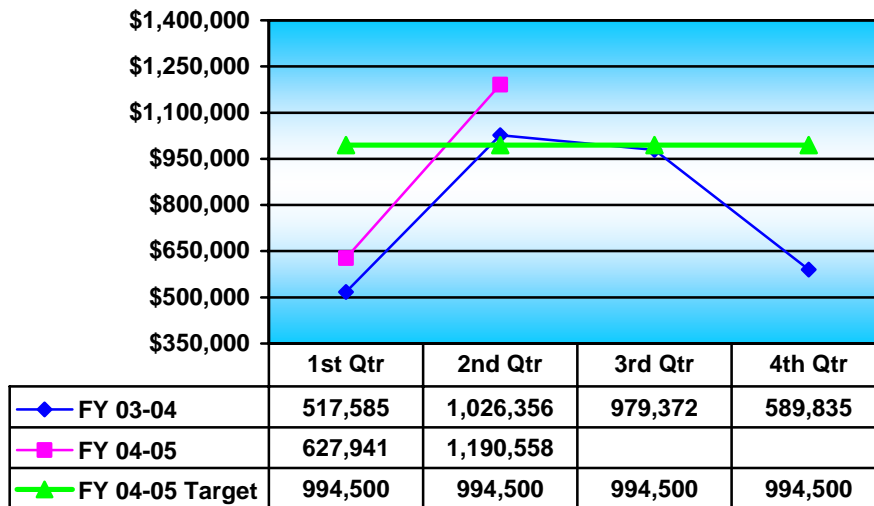 $1,400,000
$1,250,000
$1,100,000
$950,000
$800,000
$650,000
$500,000
$350,000
1st Qtr 2nd Qtr 3rd Qtr 4th Qtr
FY 03-04 517,585 1,026,356 979,372 589,835
FY 04-05 627,941 1,190,558
FY 04-05 Target 994,500 994,500 994,500 994,500